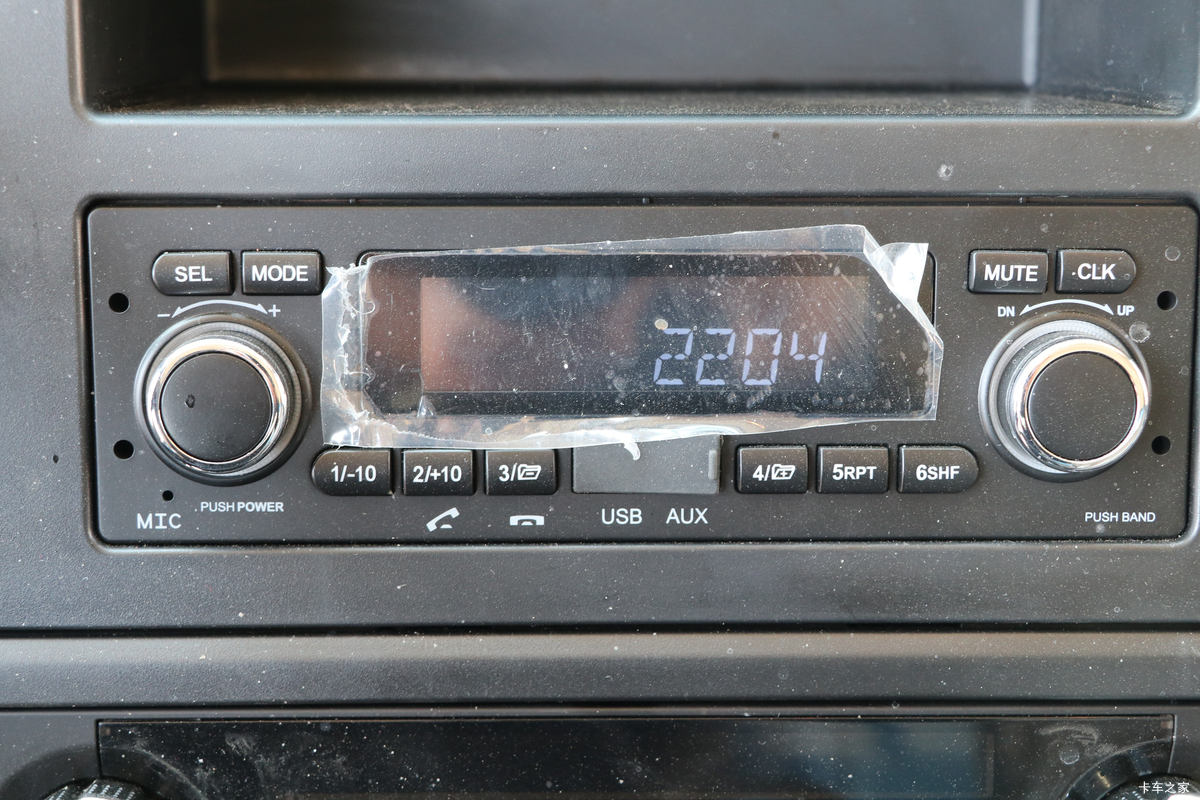 SEL MODE MUTE CLK
− + DN UP
2204
1/-10 2/+10 3/ 4/ 5RPT 6SHF
MIC PUSH POWER USB AUX PUSH BAND
卡车之家